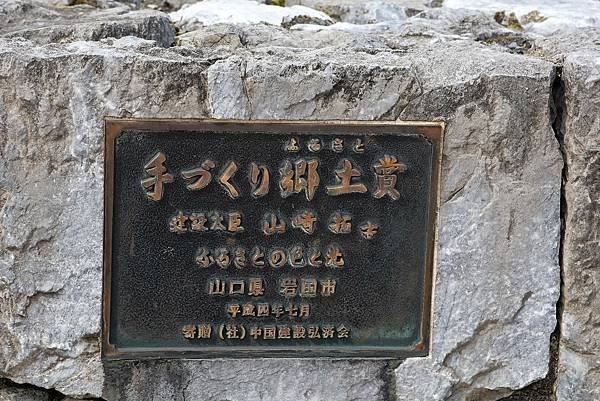 ふるさと
手づくり郷土賞
建設大臣 山崎拓
ふるさとの色と光
山口県 岩国市
平成四年七月
寄贈（社）中国建設弘済会